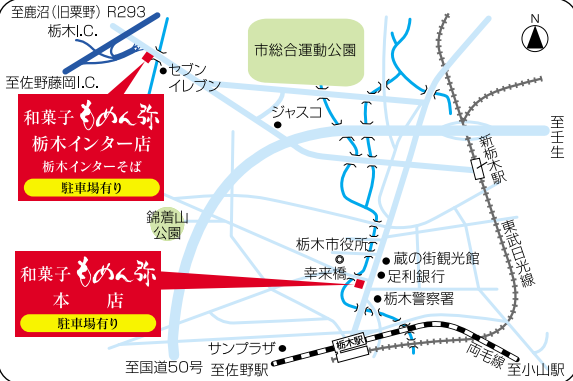 至鹿沼(旧粟野) R293
栃木I.C.
至佐野藤岡I.C.
セブン
イレブン
市総合運動公園
N
ジャスコ
至壬生
新栃木駅
東武日光線
和菓子 もめん弥
栃木インター店
栃木インターそば
駐車場有り
錦着山
公園
栃木市役所
幸来橋
蔵の街観光館
足利銀行
栃木警察署
和菓子 もめん弥
本 店
駐車場有り
サンプラザ
栃木駅
両毛線
至国道50号
至佐野駅
至小山駅